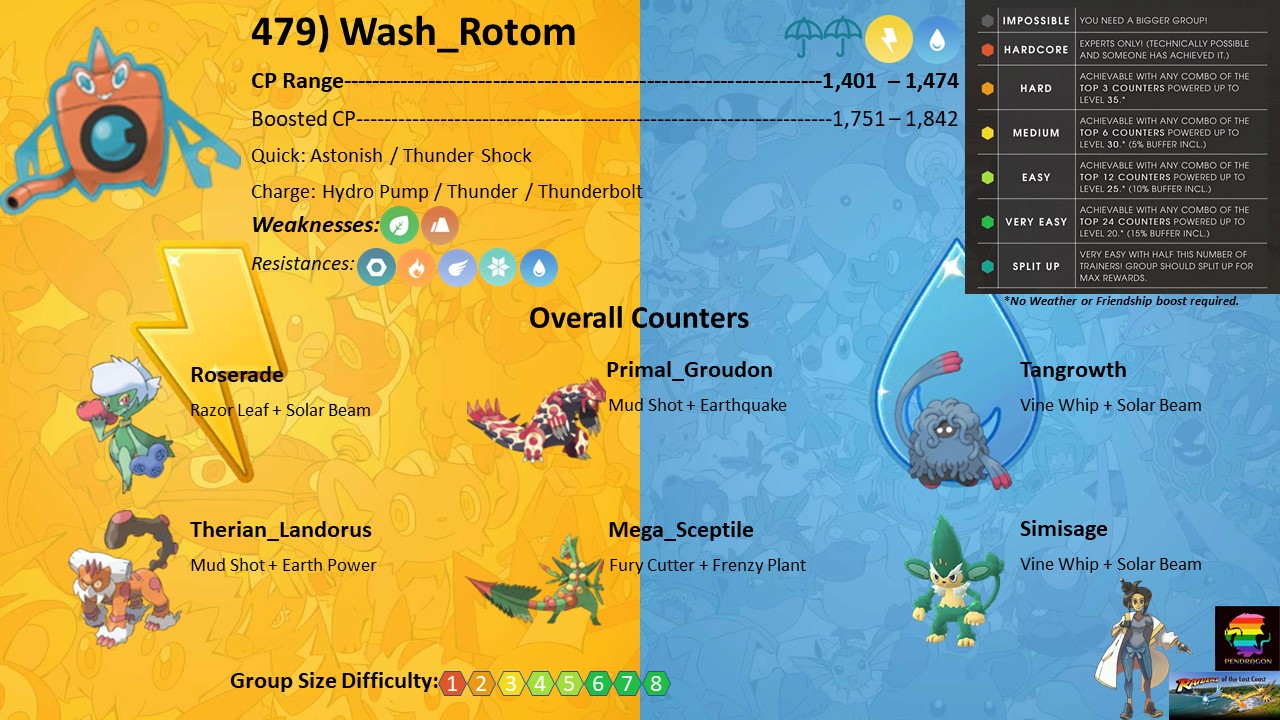 479) Wash_Rotom
CP Range--------------------------------------------------------------------1,401 – 1,474
Boosted CP--------------------------------------------------------------------1,751 – 1,842
Quick: Astonish / Thunder Shock
Charge: Hydro Pump / Thunder / Thunderbolt
Weaknesses:
Resistances:
IMPOSSIBLE YOU NEED A BIGGER GROUP!
HARDCORE EXPERTS ONLY! (TECHNICALLY POSSIBLE
AND SOMEONE HAS ACHIEVED IT.)
HARD ACHIEVABLE WITH ANY COMBO OF THE
TOP 3 COUNTERS POWERED UP TO
LEVEL 35.*
MEDIUM ACHIEVABLE WITH ANY COMBO OF THE
TOP 6 COUNTERS POWERED UP TO
LEVEL 30.* (5% BUFFER INCL.)
EASY ACHIEVABLE WITH ANY COMBO OF THE
TOP 12 COUNTERS POWERED UP TO
LEVEL 25.* (10% BUFFER INCL.)
VERY EASY ACHIEVABLE WITH ANY COMBO OF THE
TOP 24 COUNTERS POWERED UP TO
LEVEL 20.* (15% BUFFER INCL.)
SPLIT UP VERY EASY WITH HALF THIS NUMBER OF
TRAINERS! GROUP SHOULD SPLIT UP FOR
MAX REWARDS.
*No Weather or Friendship boost required.
Overall Counters
Roserade
Razor Leaf + Solar Beam
Primal_Groudon
Mud Shot + Earthquake
Tangrowth
Vine Whip + Solar Beam
Therian_Landorus
Mud Shot + Earth Power
Mega_Sceptile
Fury Cutter + Frenzy Plant
Simisage
Vine Whip + Solar Beam
Group Size Difficulty: 1 2 3 4 5 6 7 8
PENDRAGON
Raiders of the Lost Coast